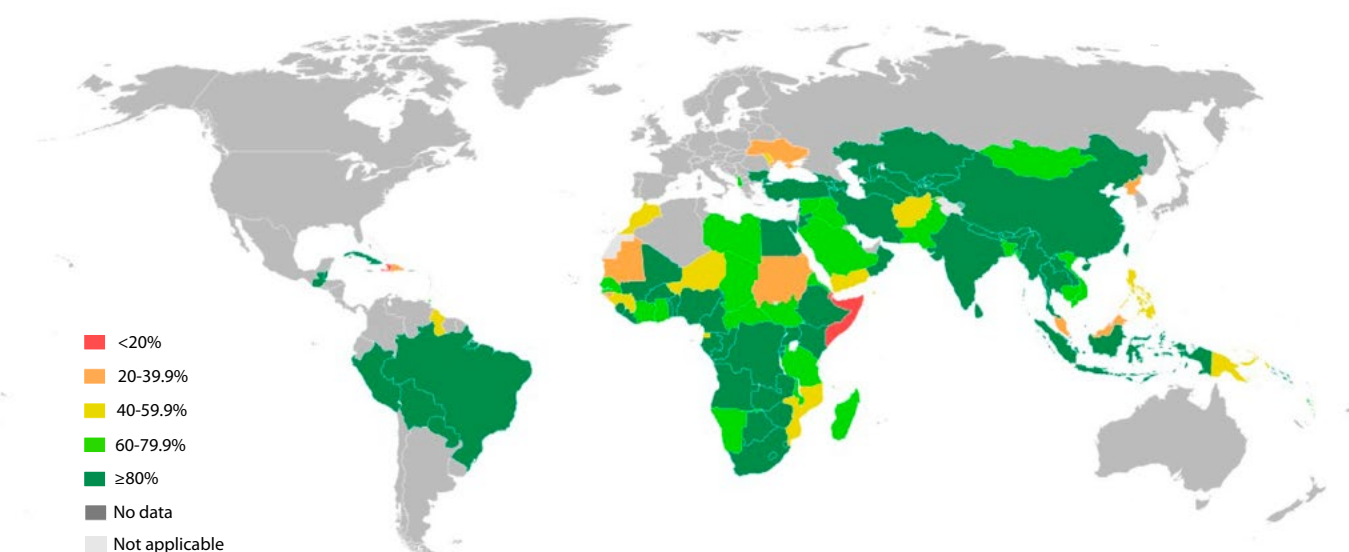 <20%
20-39.9%
40-59.9%
60-79.9%
≥80%
No data
Not applicable